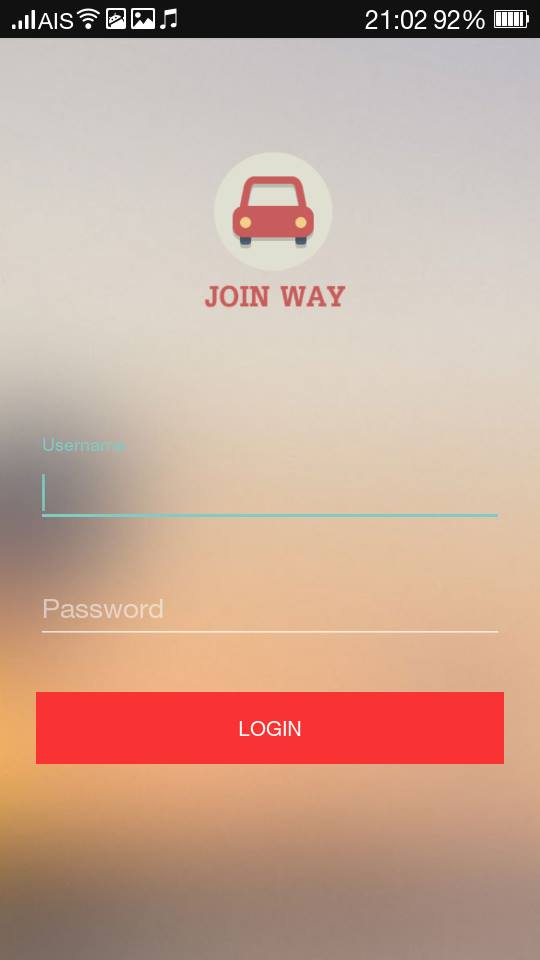 AIS 21:02 92%
JOIN WAY
Username
Password
LOGIN